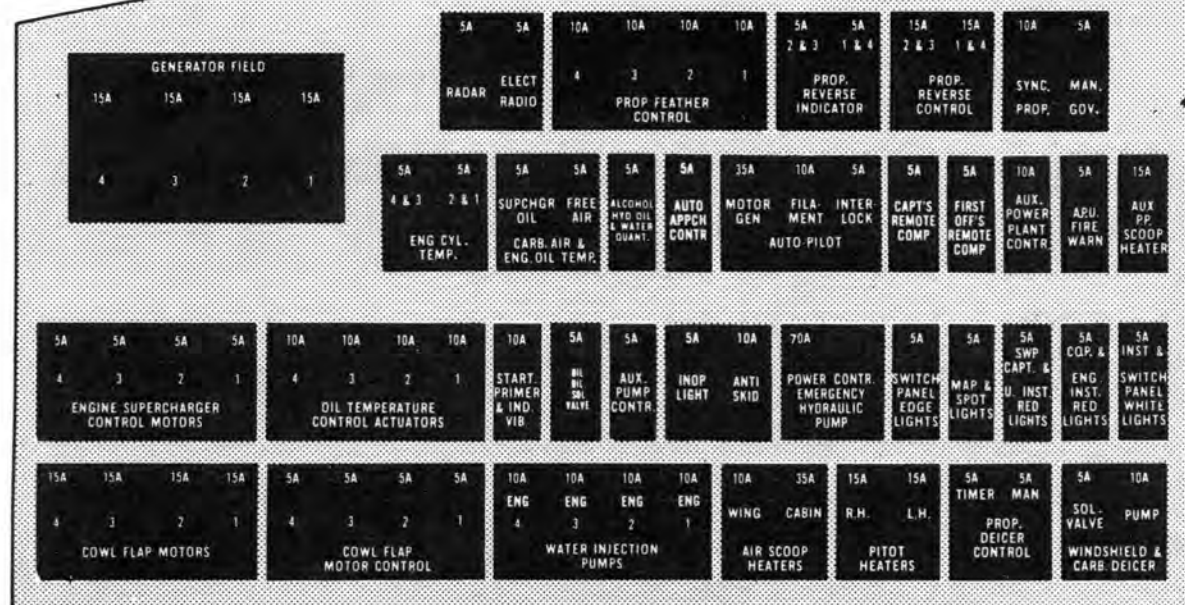 GENERATOR FIELD
15A 15A 15A 15A
4 3 2 1
5A 5A
RADAR ELECT RADIO
10A 10A 10A 10A
4 3 2 1
PROP FEATHER
CONTROL
5A 5A
2 & 3 1 & 4
PROP.
REVERSE
INDICATOR
15A 15A
2 & 3 1 & 4
PROP.
REVERSE
CONTROL
10A 5A
SYNC. MAN.
PROP. GOV.
5A 5A
4 & 3 2 & 1
ENG CYL.
TEMP.
5A 5A
SUPCHGR FREE
OIL AIR
CARB. AIR &
ENG. OIL TEMP.
5A
ALCOHOL
HYD OIL
& WATER
QUANT.
5A
AUTO
APPCH
CONTR
35A 10A 5A
MOTOR FILA- INTER-
GEN MENT LOCK
AUTO PILOT
5A
CAPT'S
REMOTE
COMP
5A
FIRST
OFF'S
REMOTE
COMP
10A
AUX.
POWER
PLANT
CONTR.
5A
A.P.U.
FIRE
WARN
15A
AUX
P.P.
SCOOP
HEATER
5A 5A 5A 5A
4 3 2 1
ENGINE SUPERCHARGER
CONTROL MOTORS
10A 10A 10A 10A
4 3 2 1
OIL TEMPERATURE
CONTROL ACTUATORS
10A
START.
PRIMER
& IND.
VIB
5A
OIL
DIL
SOL
VALVE
5A
AUX.
PUMP
CONTR.
5A 10A
INOP ANTI
LIGHT SKID
70A
POWER CONTR.
EMERGENCY
HYDRAULIC
PUMP
5A
SWITCH
PANEL
EDGE
LIGHTS
5A
MAP &
SPOT
LIGHTS
5A
SWP
CAPT. &
U. INST.
RED
LIGHTS
5A
CO.P. &
ENG
INST.
RED
LIGHTS
5A
INST &
SWITCH
PANEL
WHITE
LIGHTS
15A 15A 15A 15A
4 3 2 1
COWL FLAP MOTORS
5A 5A 5A 5A
4 3 2 1
COWL FLAP
MOTOR CONTROL
10A 10A 10A 10A
ENG ENG ENG ENG
4 3 2 1
WATER INJECTION
PUMPS
10A 35A
WING CABIN
AIR SCOOP
HEATERS
15A 15A
R.H. L.H.
PITOT
HEATERS
5A 5A
TIMER MAN
PROP.
DEICER
CONTROL
5A 10A
SOL.
VALVE PUMP
WINDSHIELD &
CARB. DEICER